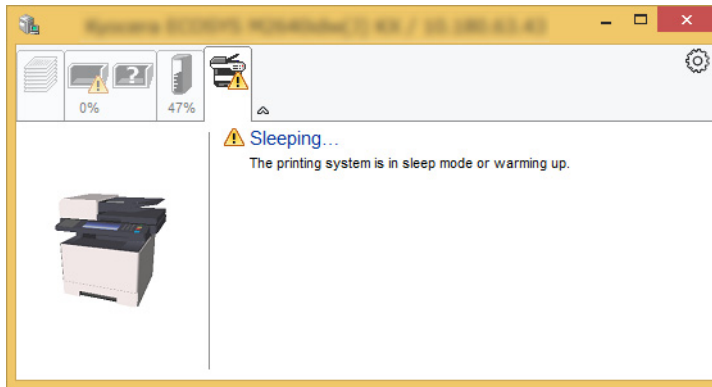 0%
47%
Sleeping...
The printing system is in sleep mode or warming up.